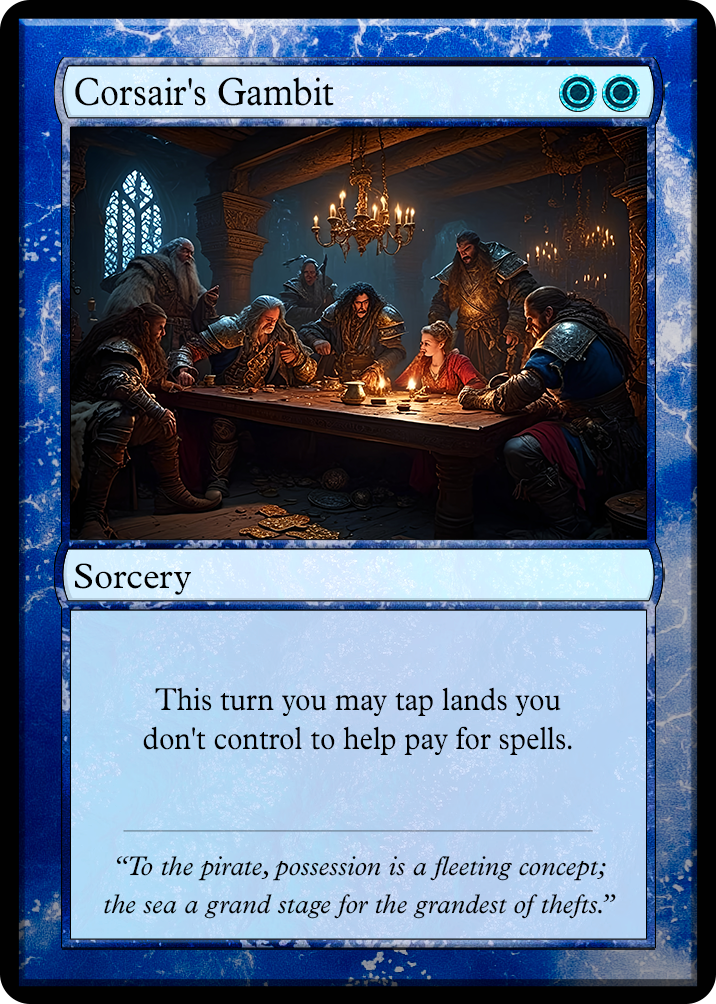 Corsair's Gambit
Sorcery
This turn you may tap lands you
don't control to help pay for spells.
“To the pirate, possession is a fleeting concept;
the sea a grand stage for the grandest of thefts.”